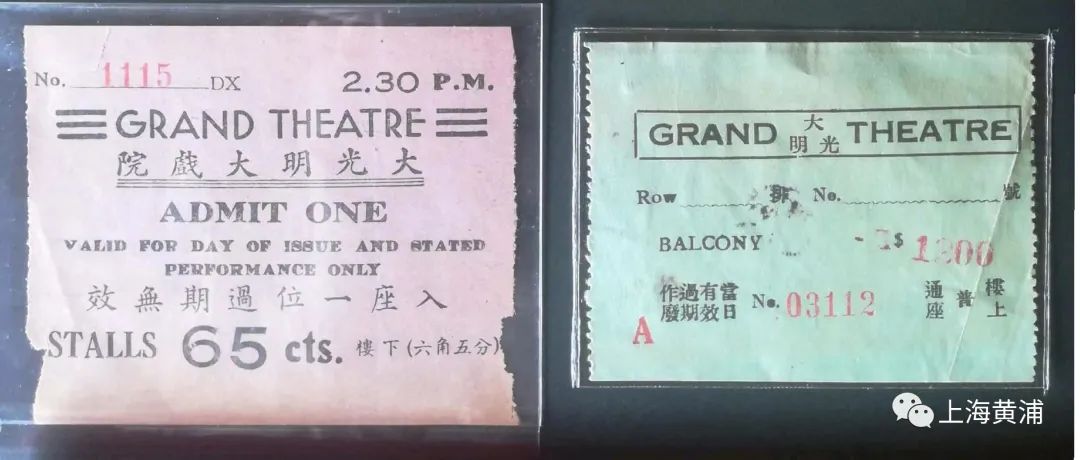 No. 1115 DX 2.30 P.M.
GRAND THEATRE
大光明大戲院
ADMIT ONE
VALID FOR DAY OF ISSUE AND STATED
PERFORMANCE ONLY
入座一位過期無效
STALLS 65 cts. 樓下(六角五分)
GRAND 大光明 THEATRE
Row 排 No. 號
BALCONY $ 1200
當日有效過期作廢 No. 03112 樓上普通座
A
上海黄浦